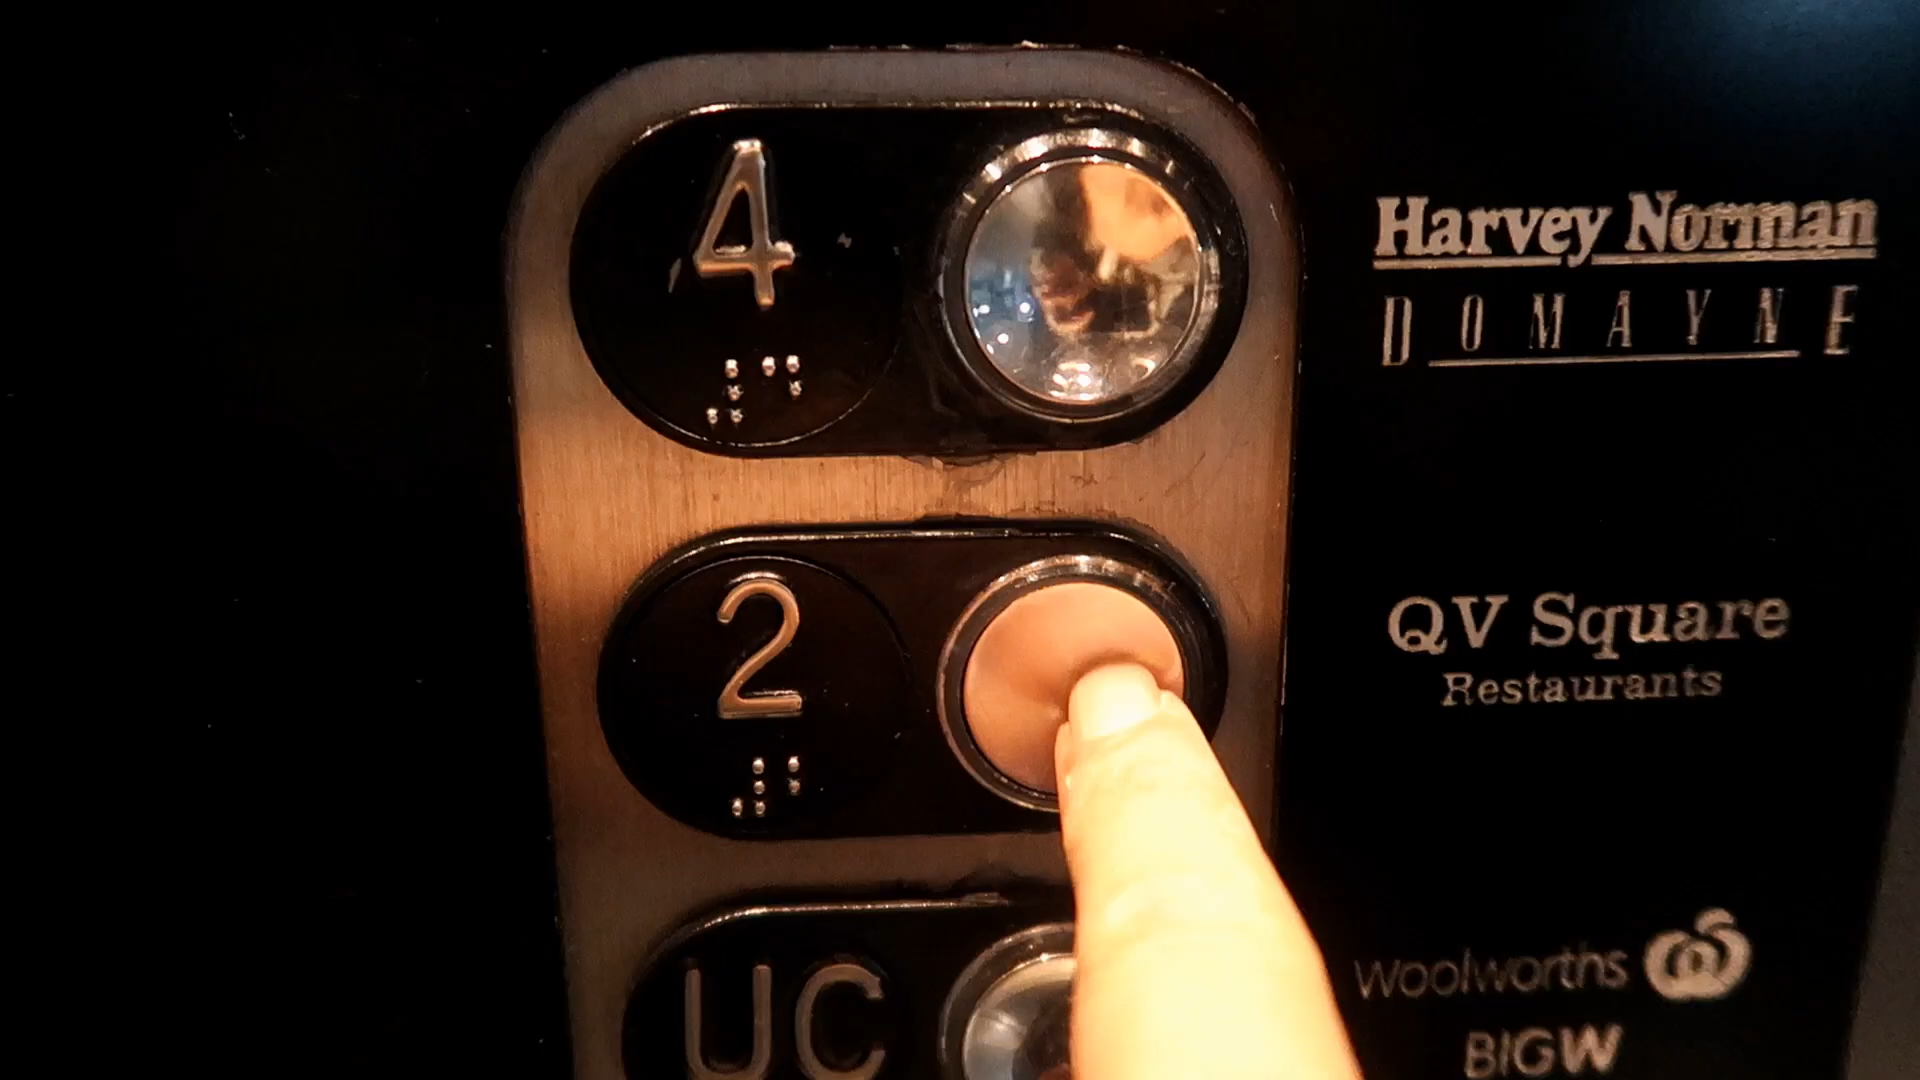 4
Harvey Norman
DOMAYNE
⠼⠙
2
QV Square
Restaurants
⠼⠃
UC
woolworths
BIGW